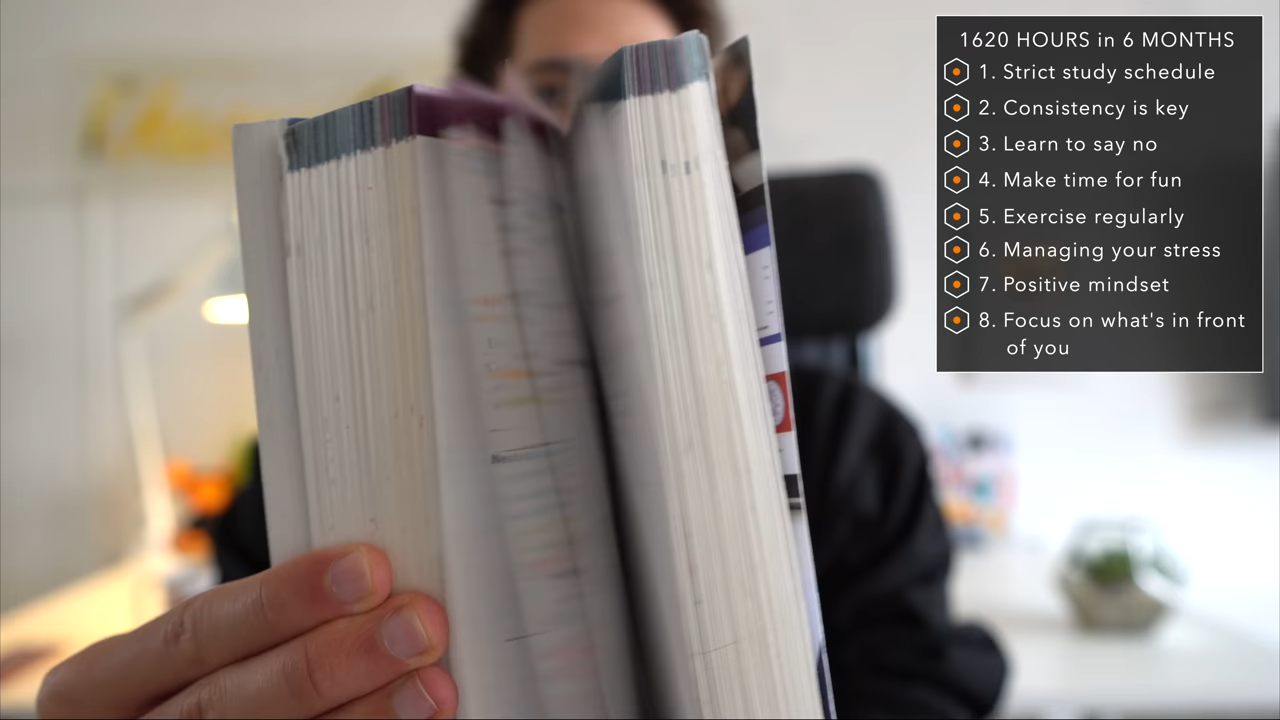 1620 HOURS in 6 MONTHS
1. Strict study schedule
2. Consistency is key
3. Learn to say no
4. Make time for fun
5. Exercise regularly
6. Managing your stress
7. Positive mindset
8. Focus on what's in front
of you